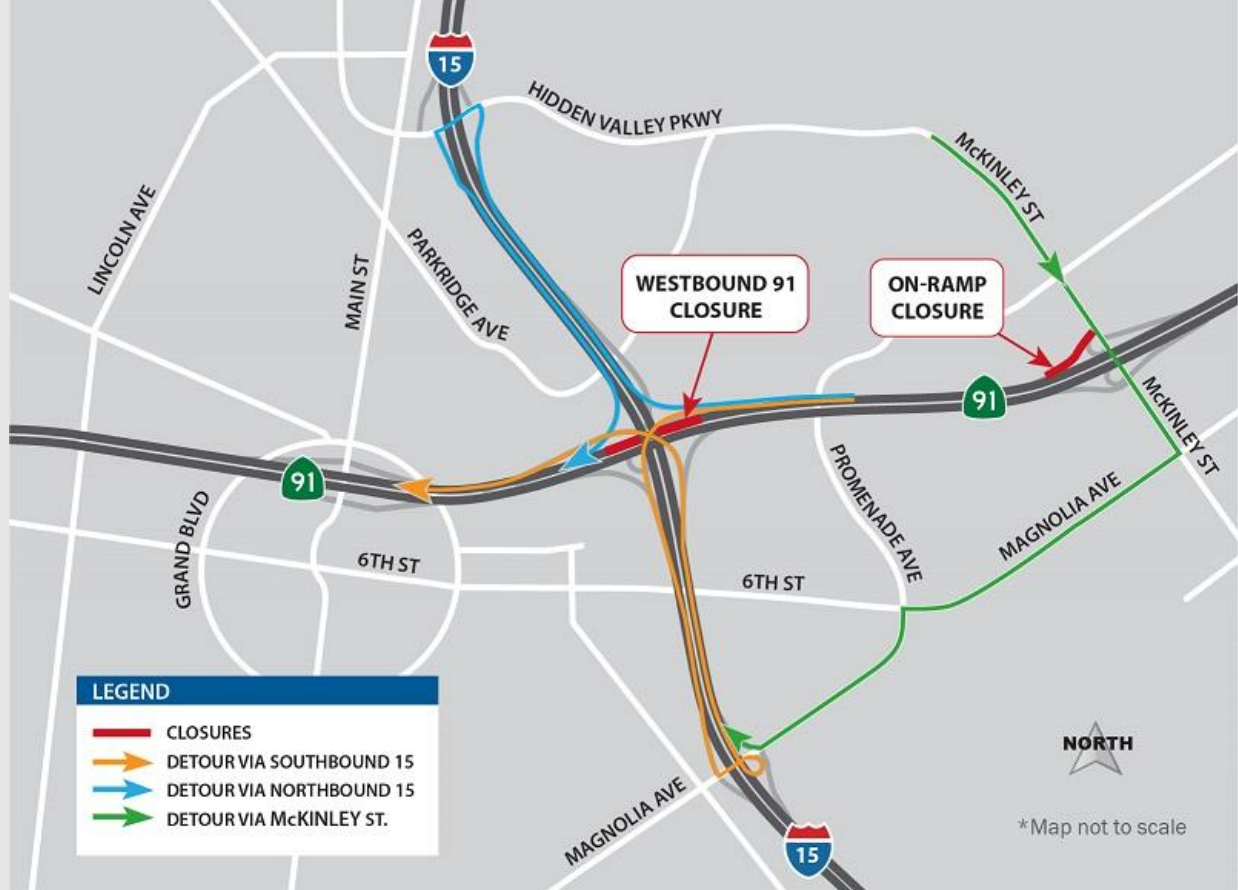 15
HIDDEN VALLEY PKWY
McKINLEY ST
LINCOLN AVE
MAIN ST
PARKRIDGE AVE
WESTBOUND 91
CLOSURE
ON-RAMP
CLOSURE
91
McKINLEY ST
91
PROMENADE AVE
MAGNOLIA AVE
GRAND BLVD
6TH ST
6TH ST
LEGEND
CLOSURES
DETOUR VIA SOUTHBOUND 15
DETOUR VIA NORTHBOUND 15
DETOUR VIA McKINLEY ST.
NORTH
MAGNOLIA AVE
*Map not to scale
15